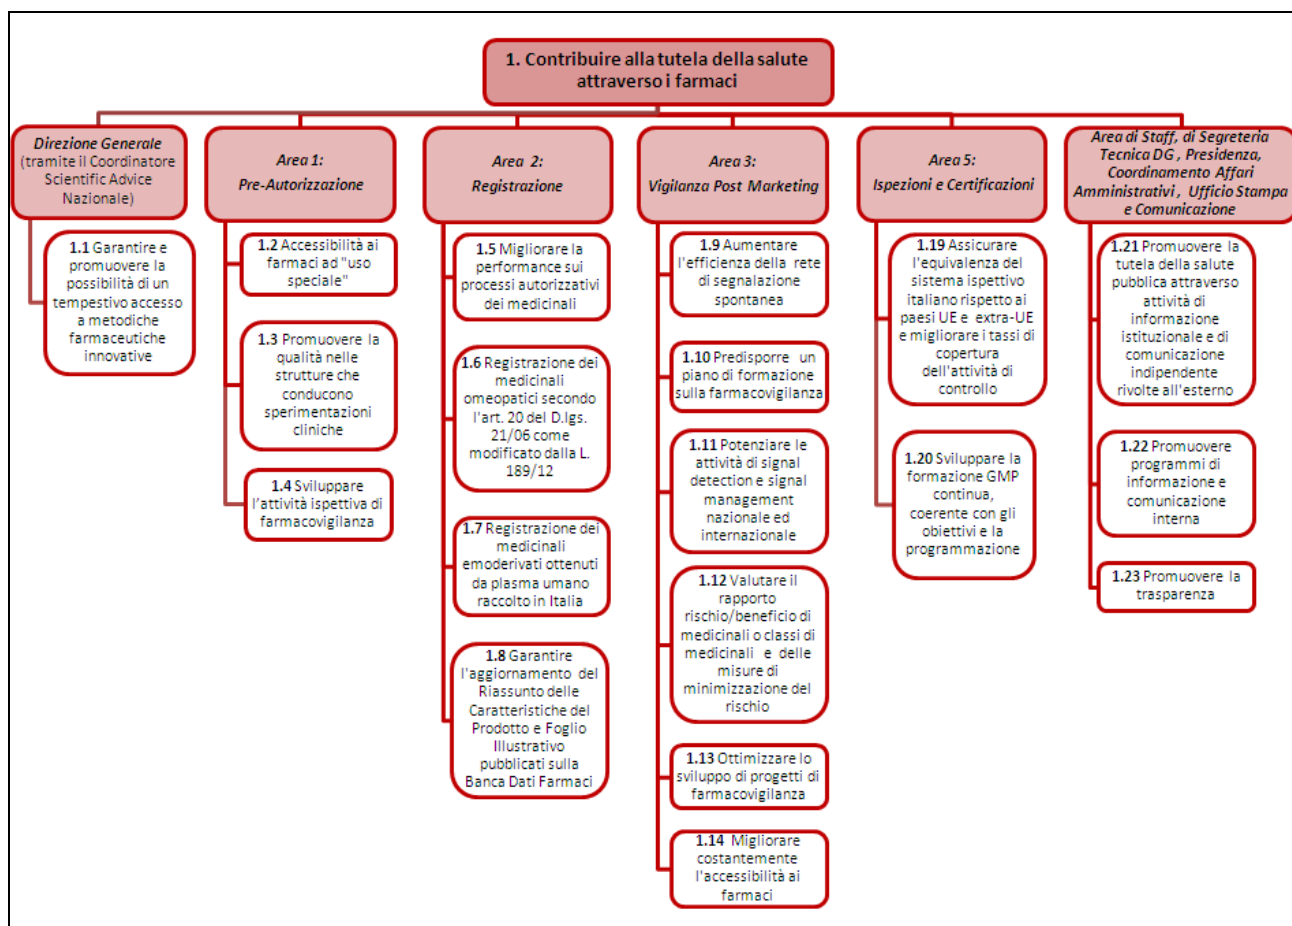 1. Contribuire alla tutela della salute
attraverso i farmaci
Direzione Generale
(tramite il Coordinatore
Scientific Advice
Nazionale)
1.1 Garantire e
promuovere la
possibilità di un
tempestivo accesso
a metodiche
farmaceutiche
innovative
Area 1:
Pre-Autorizzazione
1.2 Accessibilità ai
farmaci ad "uso
speciale"
1.3 Promuovere la
qualità nelle
strutture che
conducono
sperimentazioni
cliniche
1.4 Sviluppare
l'attività ispettiva di
farmacovigilanza
Area 2:
Registrazione
1.5 Migliorare la
performance sui
processi autorizzativi
dei medicinali
1.6 Registrazione dei
medicinali
omeopatici secondo
l'art. 20 del D.lgs.
21/06 come
modificato dalla L.
189/12
1.7 Registrazione dei
medicinali
emoderivati ottenuti
da plasma umano
raccolto in Italia
1.8 Garantire
l'aggiornamento del
Riassunto delle
Caratteristiche del
Prodotto e Foglio
Illustrativo
pubblicati sulla
Banca Dati Farmaci
Area 3:
Vigilanza Post Marketing
1.9 Aumentare
l'efficienza della rete
di segnalazione
spontanea
1.10 Predisporre un
piano di formazione
sulla farmacovigilanza
1.11 Potenziare le
attività di signal
detection e signal
management
nazionale ed
internazionale
1.12 Valutare il
rapporto
rischio/beneficio di
medicinali o classi di
medicinali e delle
misure di
minimizzazione del
rischio
1.13 Ottimizzare lo
sviluppo di progetti di
farmacovigilanza
1.14 Migliorare
costantemente
l'accessibilità ai
farmaci
Area 5:
Ispezioni e Certificazioni
1.19 Assicurare
l'equivalenza del
sistema ispettivo
italiano rispetto ai
paesi UE e extra-UE
e migliorare i tassi di
copertura
dell'attività di
controllo
1.20 Sviluppare la
formazione GMP
continua,
coerente con gli
obiettivi e la
programmazione
Area di Staff, di Segreteria
Tecnica DG , Presidenza,
Coordinamento Affari
Amministrativi , Ufficio Stampa
e Comunicazione
1.21 Promuovere la
tutela della salute
pubblica attraverso
attività di
informazione
istituzionale e di
comunicazione
indipendente
rivolte all'esterno
1.22 Promuovere
programmi di
informazione e
comunicazione
interna
1.23 Promuovere la
trasparenza